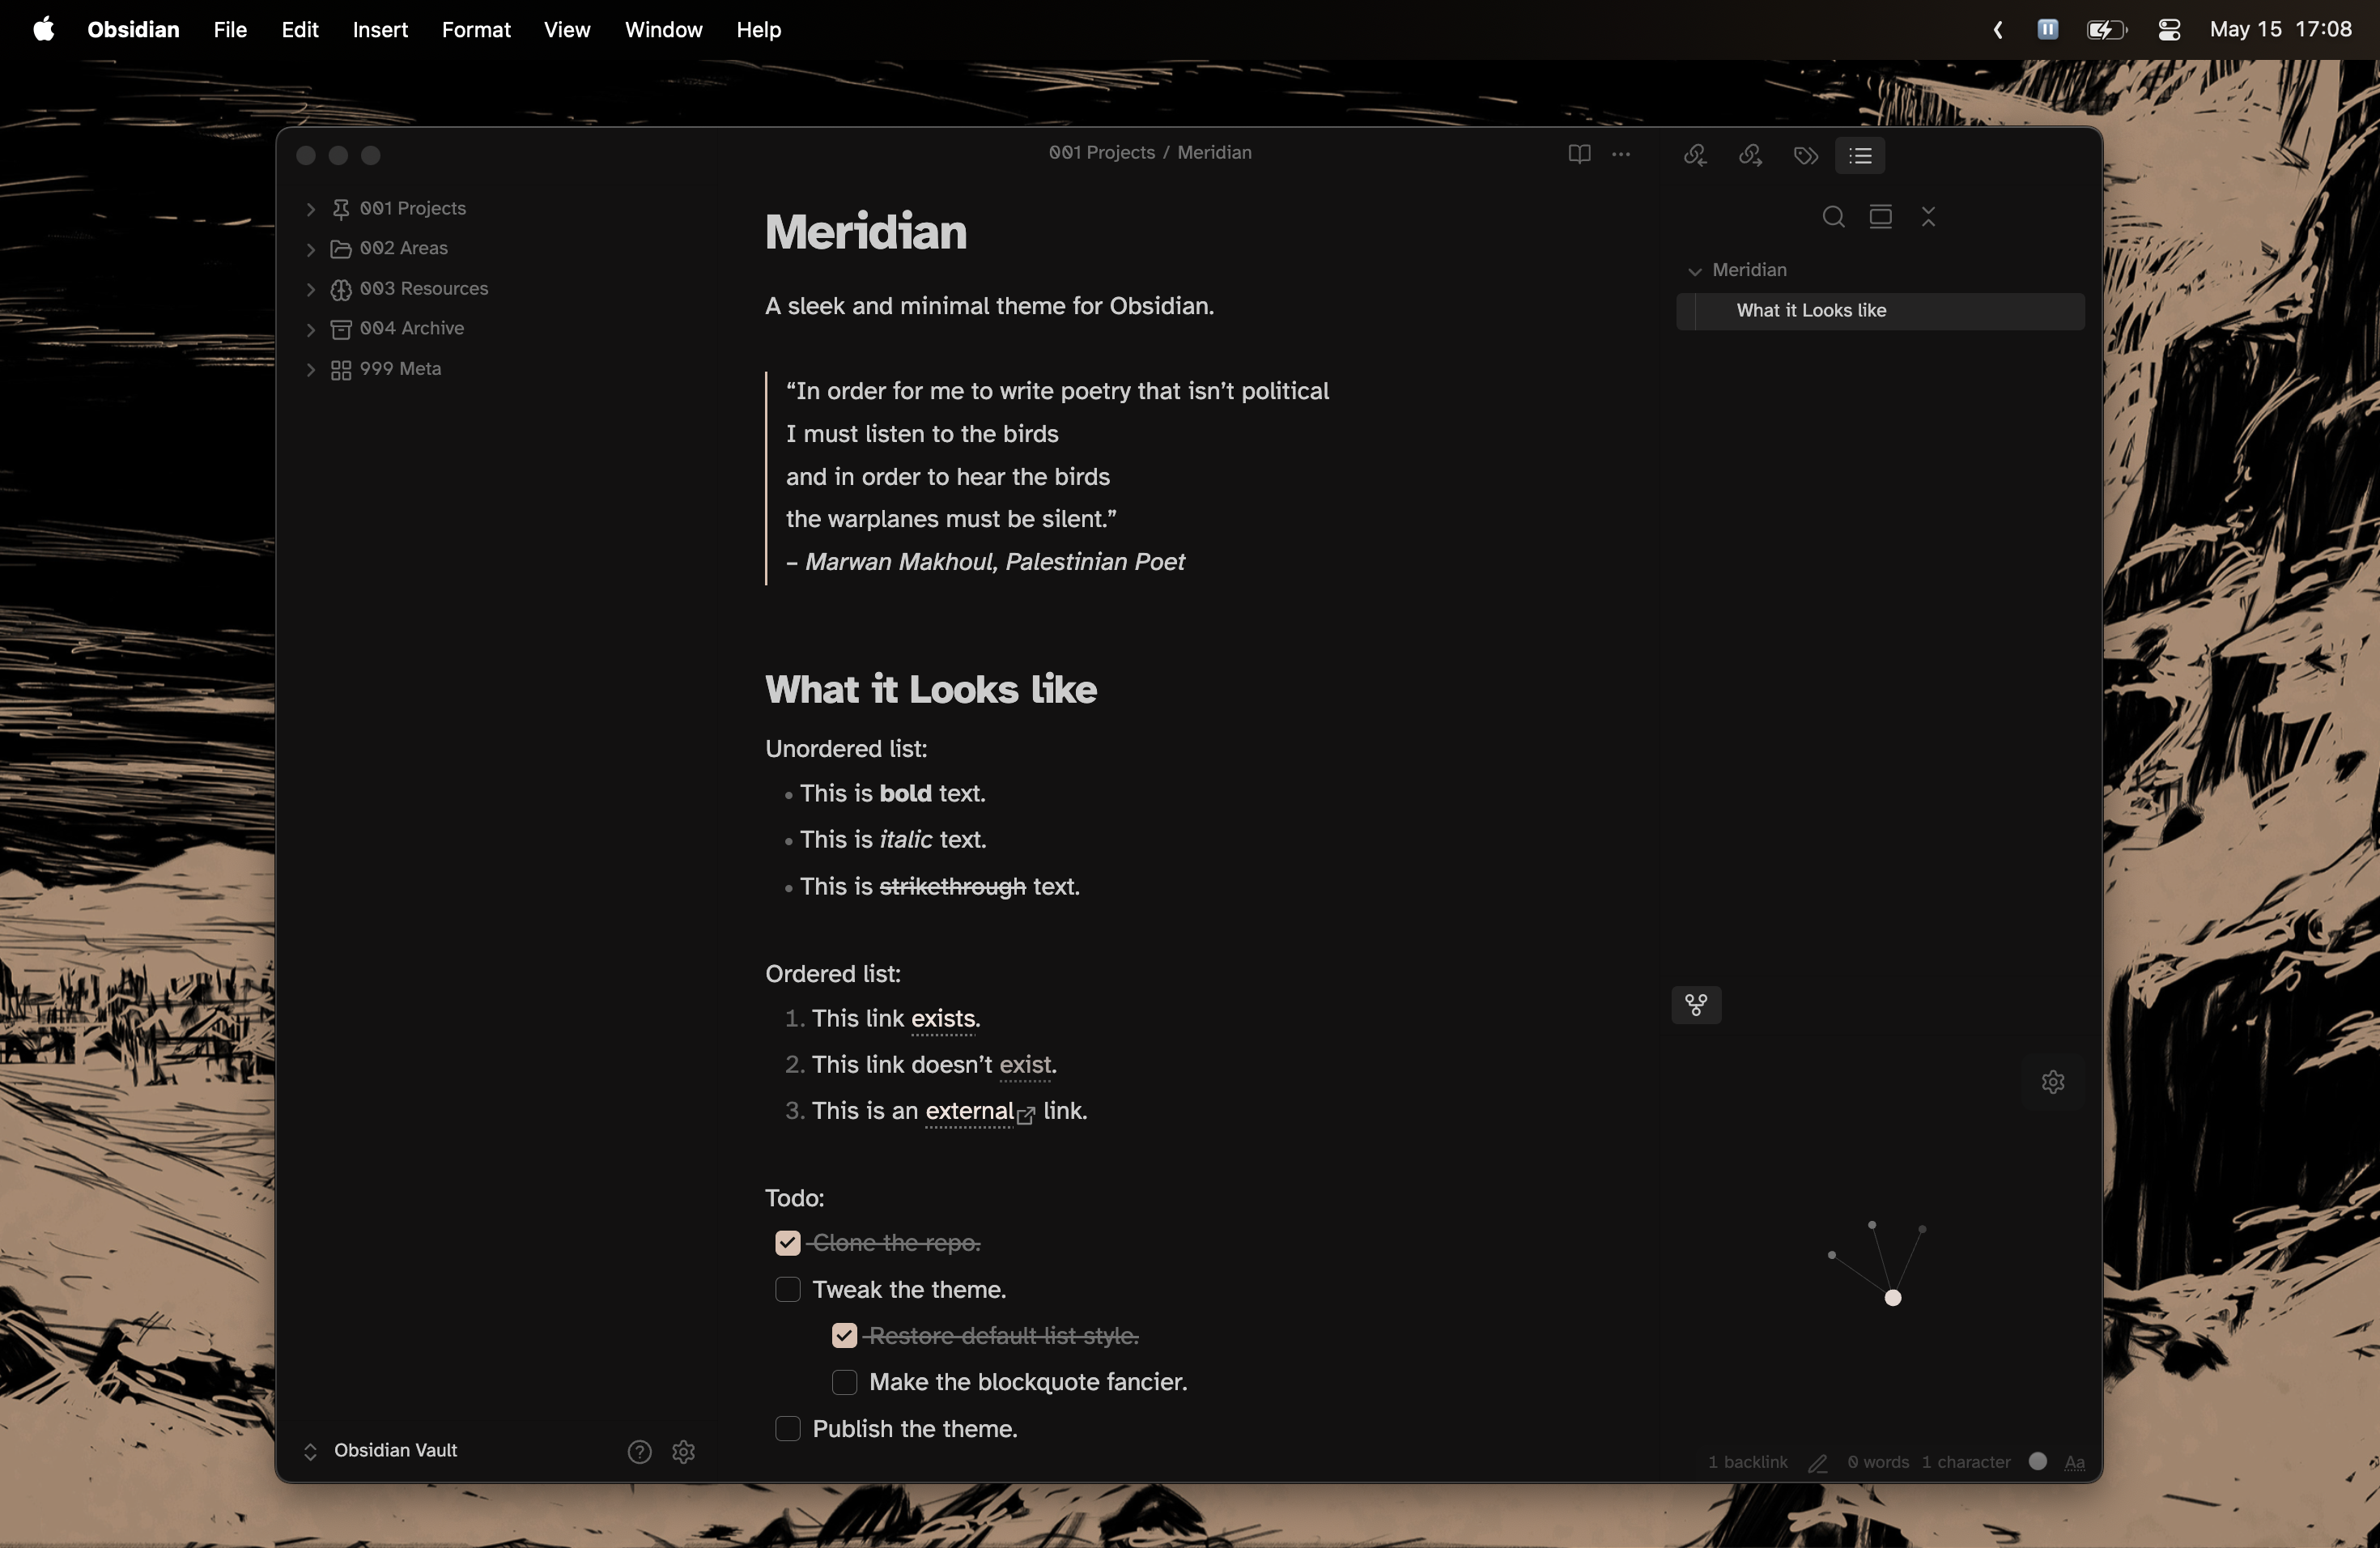 Obsidian File Edit Insert Format View Window Help May 15 17:08
001 Projects / Meridian
001 Projects
002 Areas
003 Resources
004 Archive
999 Meta
Meridian
A sleek and minimal theme for Obsidian.
“In order for me to write poetry that isn’t political
I must listen to the birds
and in order to hear the birds
the warplanes must be silent.”
– Marwan Makhoul, Palestinian Poet
What it Looks like
Unordered list:
• This is bold text.
• This is italic text.
• This is strikethrough text.
Ordered list:
1. This link exists.
2. This link doesn’t exist.
3. This is an external link.
Todo:
Clone the repo.
Tweak the theme.
Restore default list style.
Make the blockquote fancier.
Publish the theme.
Meridian
What it Looks like
Obsidian Vault
1 backlink 0 words 1 character Aa